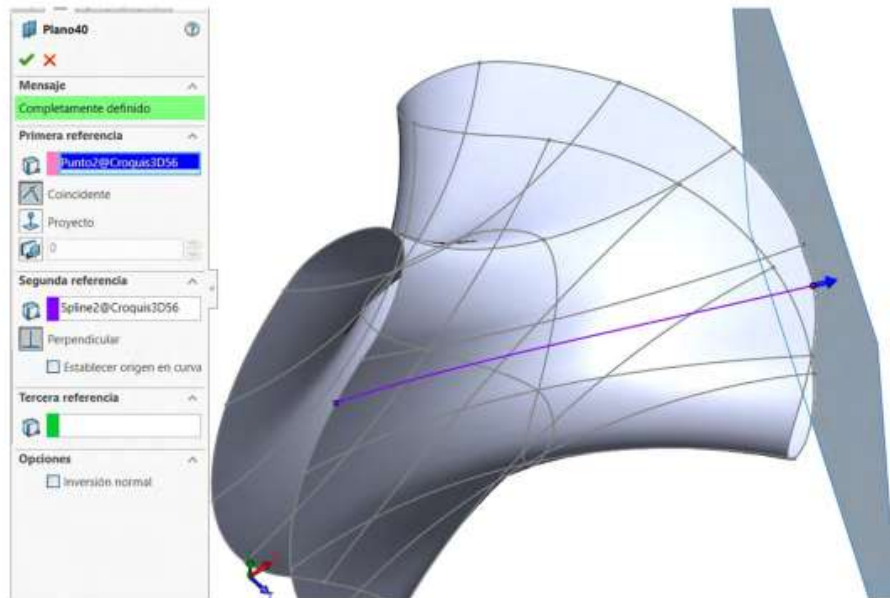 Plano40
Mensaje
Completamente definido
Primera referencia
Punto2@Croquis3D56
Coincidente
Proyecto
0
Segunda referencia
Spline2@Croquis3D56
Perpendicular
Establecer origen en curva
Tercera referencia
Opciones
Inversión normal